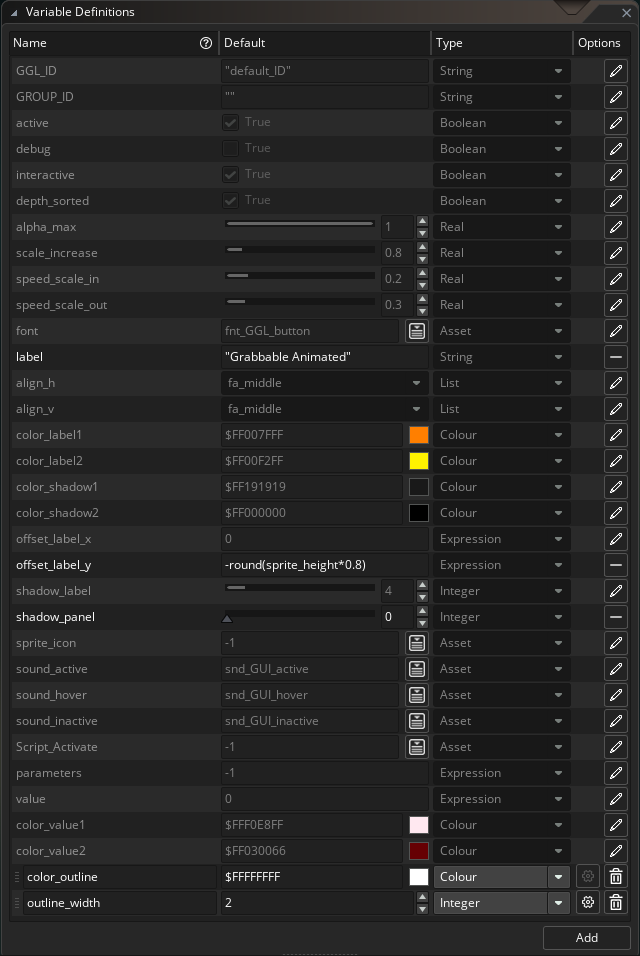 Variable Definitions
Name Default Type Options
GGL_ID "default_ID" String
GROUP_ID "" String
active True Boolean
debug True Boolean
interactive True Boolean
depth_sorted True Boolean
alpha_max 1 Real
scale_increase 0.8 Real
speed_scale_in 0.2 Real
speed_scale_out 0.3 Real
font fnt_GGL_button Asset
label "Grabbable Animated" String
align_h fa_middle List
align_v fa_middle List
color_label1 $FF007FFF Colour
color_label2 $FF00F2FF Colour
color_shadow1 $FF191919 Colour
color_shadow2 $FF000000 Colour
offset_label_x 0 Expression
offset_label_y -round(sprite_height*0.8) Expression
shadow_label 4 Integer
shadow_panel 0 Integer
sprite_icon -1 Asset
sound_active snd_GUI_active Asset
sound_hover snd_GUI_hover Asset
sound_inactive snd_GUI_inactive Asset
Script_Activate -1 Asset
parameters -1 Expression
value 0 Expression
color_value1 $FFF0E8FF Colour
color_value2 $FF030066 Colour
color_outline $FFFFFFFF Colour
outline_width 2 Integer
Add